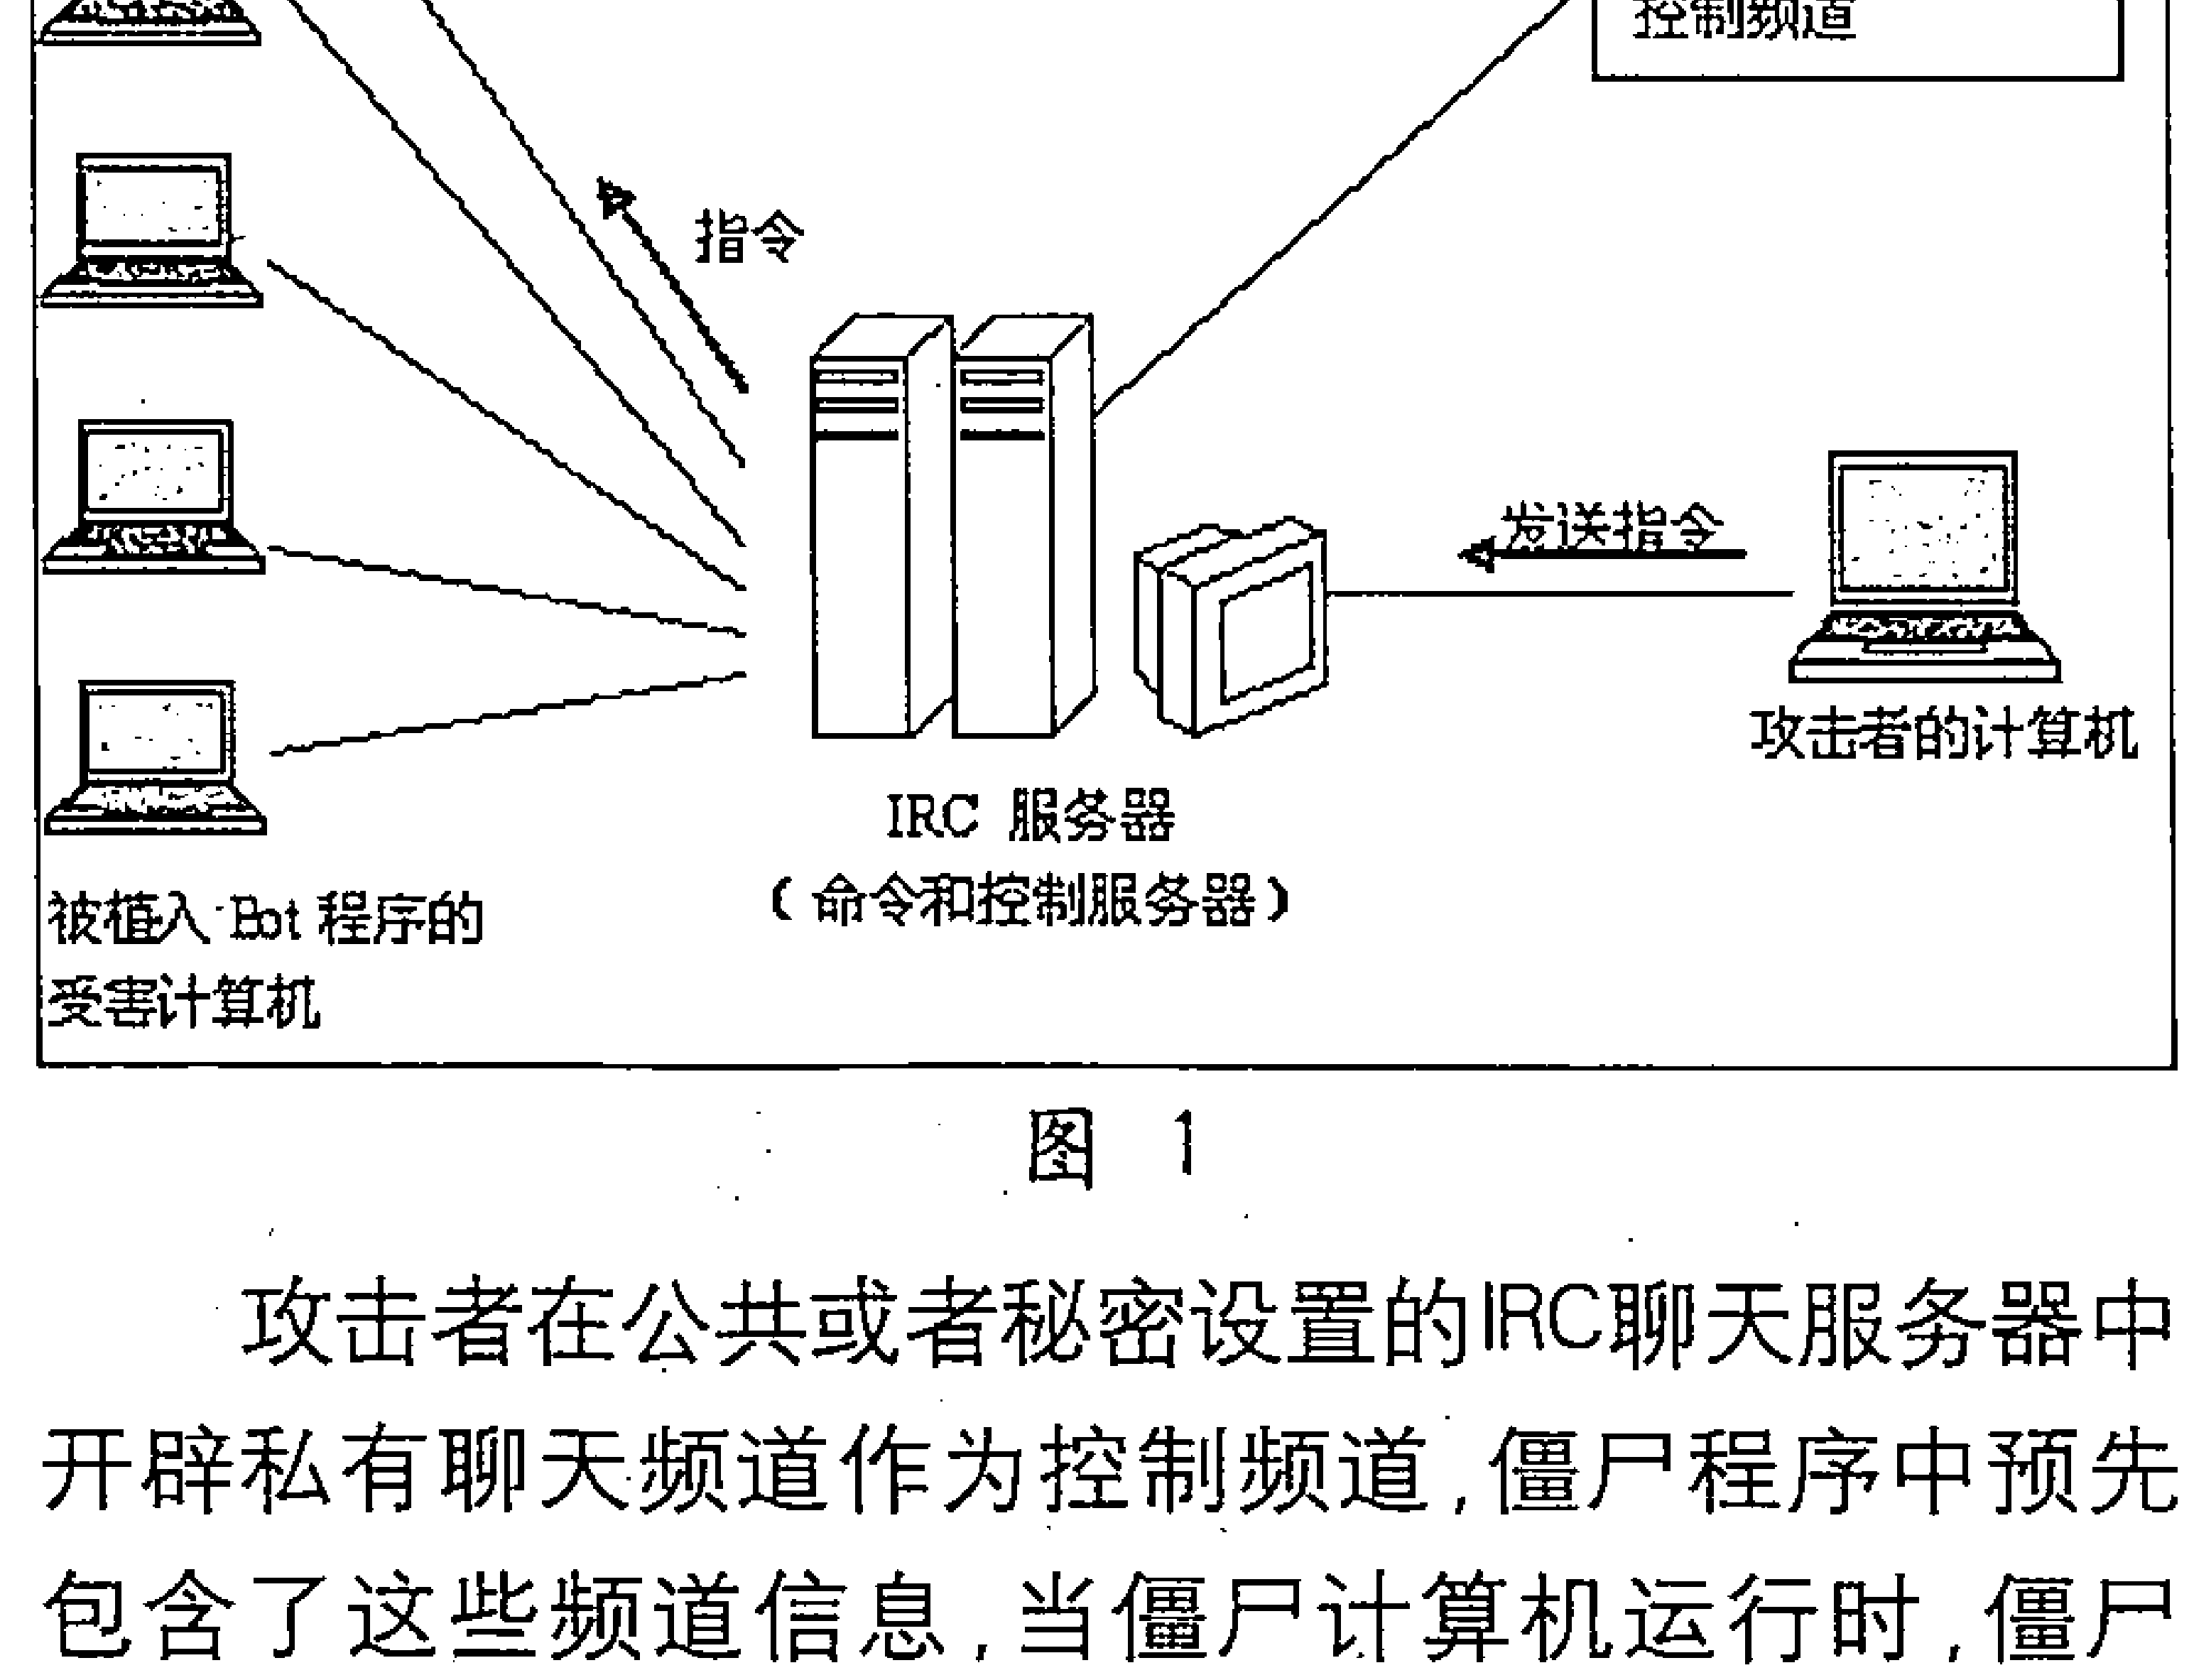 控制频道
指令
发送指令
攻击者的计算机
IRC 服务器
(命令和控制服务器)
被植入 Bot 程序的
受害计算机
图 1
攻击者在公共或者秘密设置的IRC聊天服务器中
开辟私有聊天频道作为控制频道,僵尸程序中预先
包含了这些频道信息,当僵尸计算机运行时,僵尸